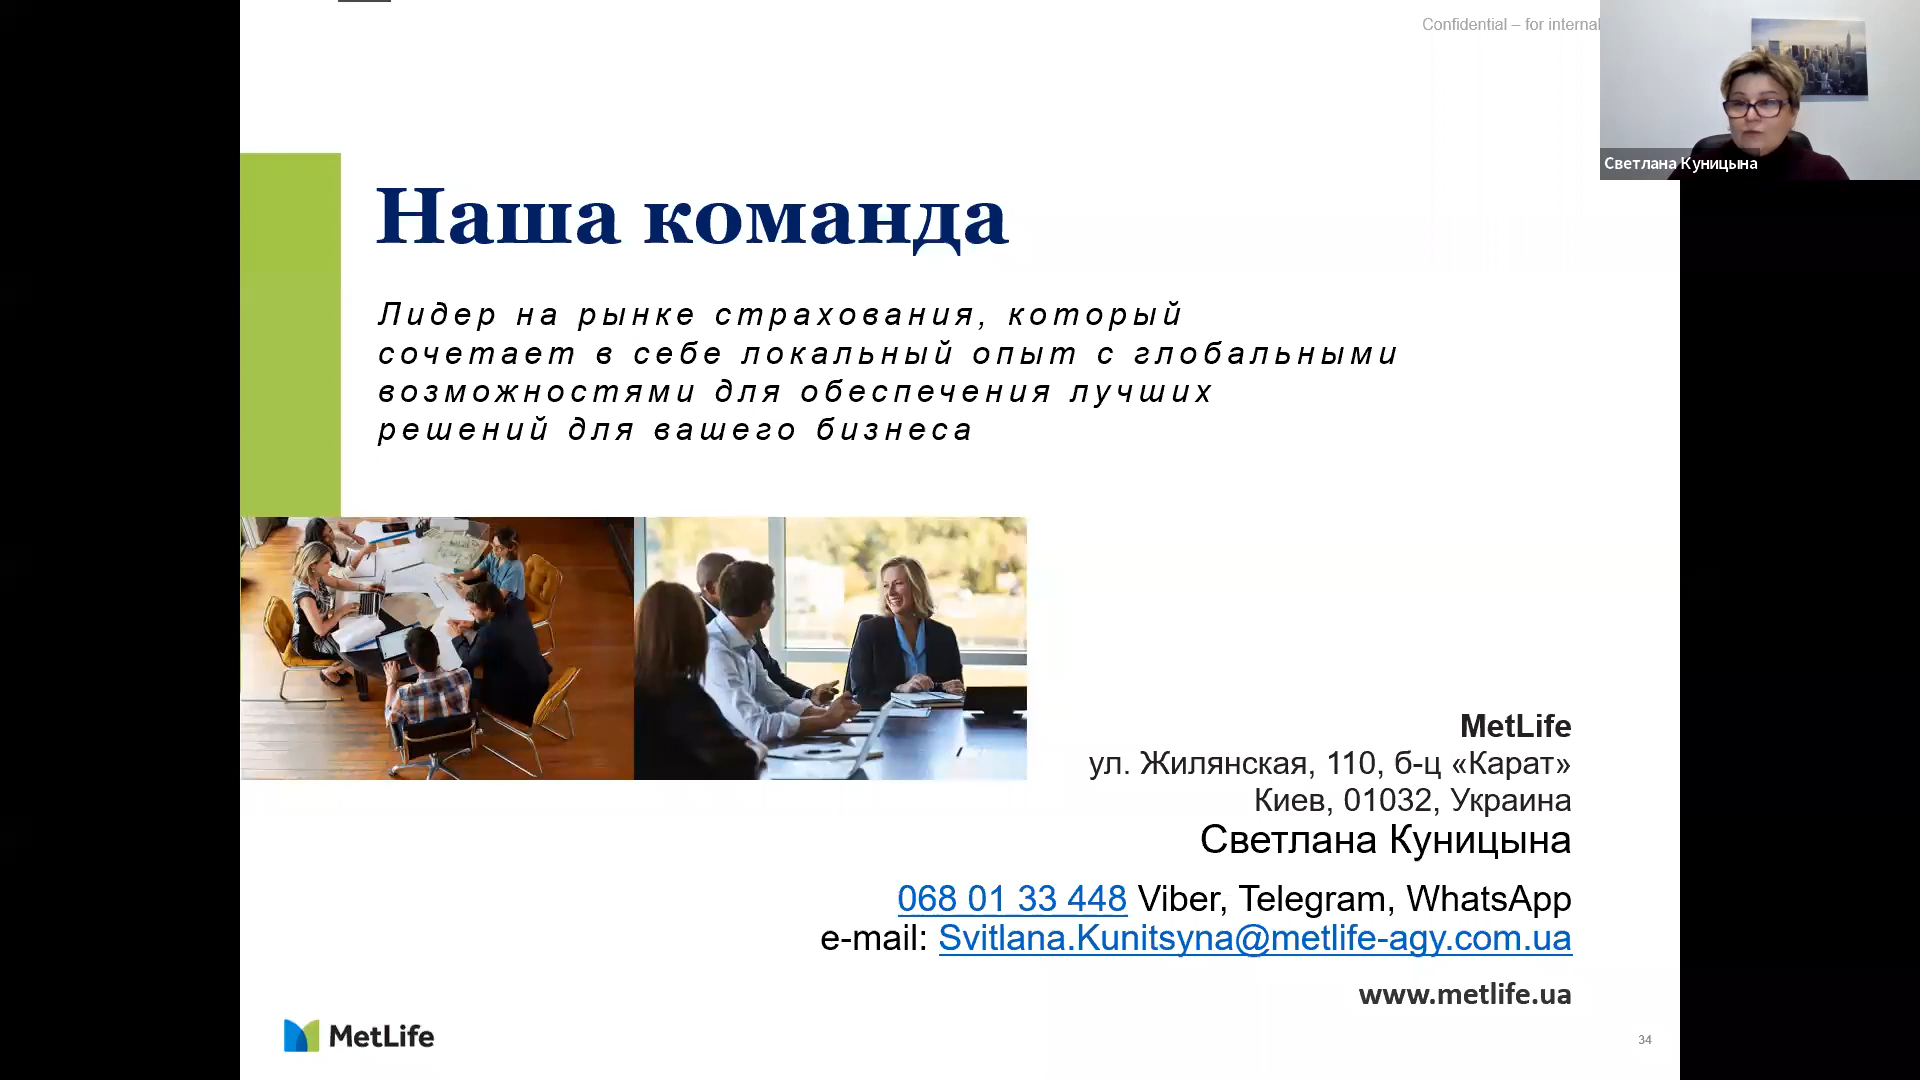 Confidential – for internal
Светлана Куницына
Наша команда
Лидер на рынке страхования, который
сочетает в себе локальный опыт с глобальными
возможностями для обеспечения лучших
решений для вашего бизнеса
MetLife
ул. Жилянская, 110, б-ц «Карат»
Киев, 01032, Украина
Светлана Куницына
068 01 33 448 Viber, Telegram, WhatsApp
e-mail: Svitlana.Kunitsyna@metlife-agy.com.ua
www.metlife.ua
MetLife
34